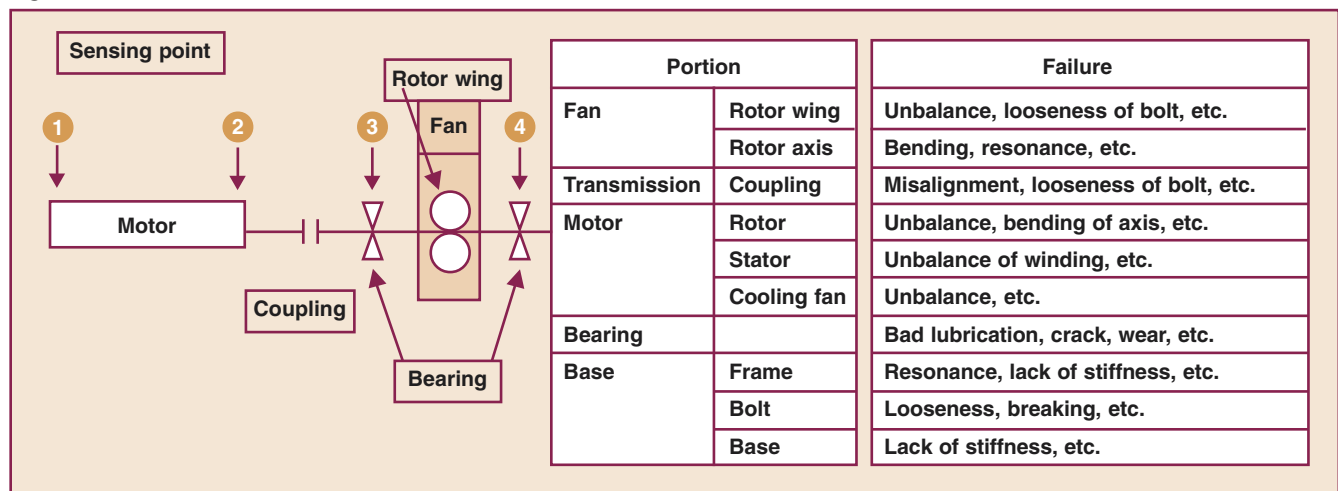 Sensing point
Rotor wing
1
2
3
Fan
4
Motor
Coupling
Bearing
Portion Failure
Fan Rotor wing Unbalance, looseness of bolt, etc.
Rotor axis Bending, resonance, etc.
Transmission Coupling Misalignment, looseness of bolt, etc.
Motor Rotor Unbalance, bending of axis, etc.
Stator Unbalance of winding, etc.
Cooling fan Unbalance, etc.
Bearing Bad lubrication, crack, wear, etc.
Base Frame Resonance, lack of stiffness, etc.
Bolt Looseness, breaking, etc.
Base Lack of stiffness, etc.